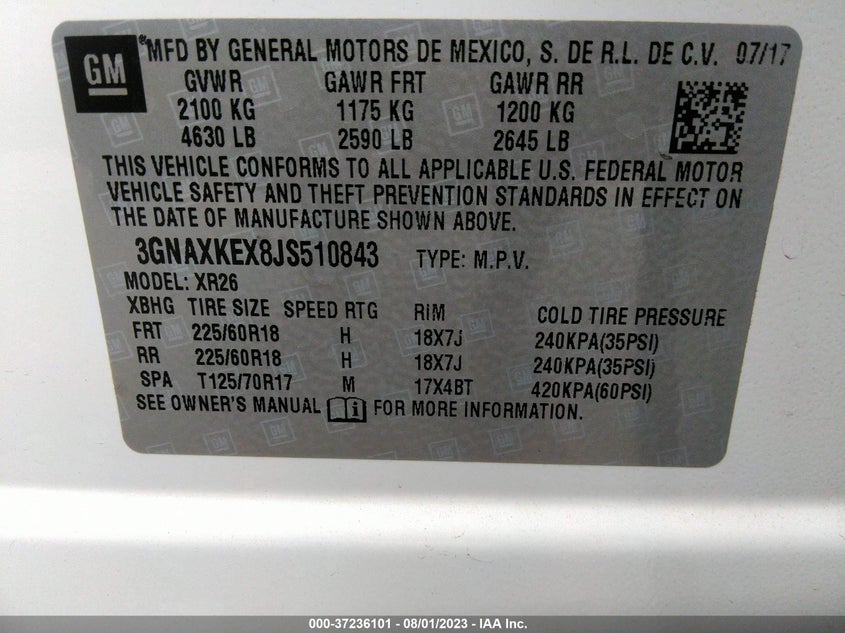 GM
MFD BY GENERAL MOTORS DE MEXICO, S. DE R.L. DE C.V. 07/17
GVWR GAWR FRT GAWR RR
2100 KG 1175 KG 1200 KG
4630 LB 2590 LB 2645 LB
THIS VEHICLE CONFORMS TO ALL APPLICABLE U.S. FEDERAL MOTOR
VEHICLE SAFETY AND THEFT PREVENTION STANDARDS IN EFFECT ON
THE DATE OF MANUFACTURE SHOWN ABOVE.
3GNAXKEX8JS510843 TYPE: M.P.V.
MODEL: XR26
XBHG TIRE SIZE SPEED RTG RIM COLD TIRE PRESSURE
FRT 225/60R18 H 18X7J 240KPA(35PSI)
RR 225/60R18 H 18X7J 240KPA(35PSI)
SPA T125/70R17 M 17X4BT 420KPA(60PSI)
SEE OWNER'S MANUAL FOR MORE INFORMATION.
000-37236101 - 08/01/2023 - IAA Inc.